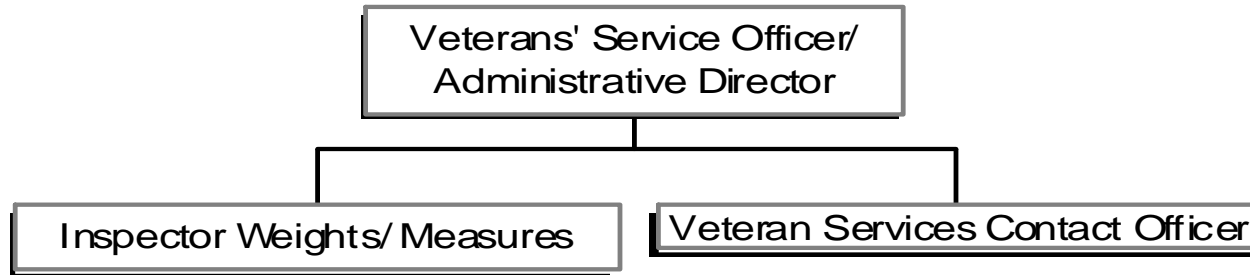 Veterans' Service Officer/
Administrative Director
Inspector Weights/ Measures
Veteran Services Contact Officer